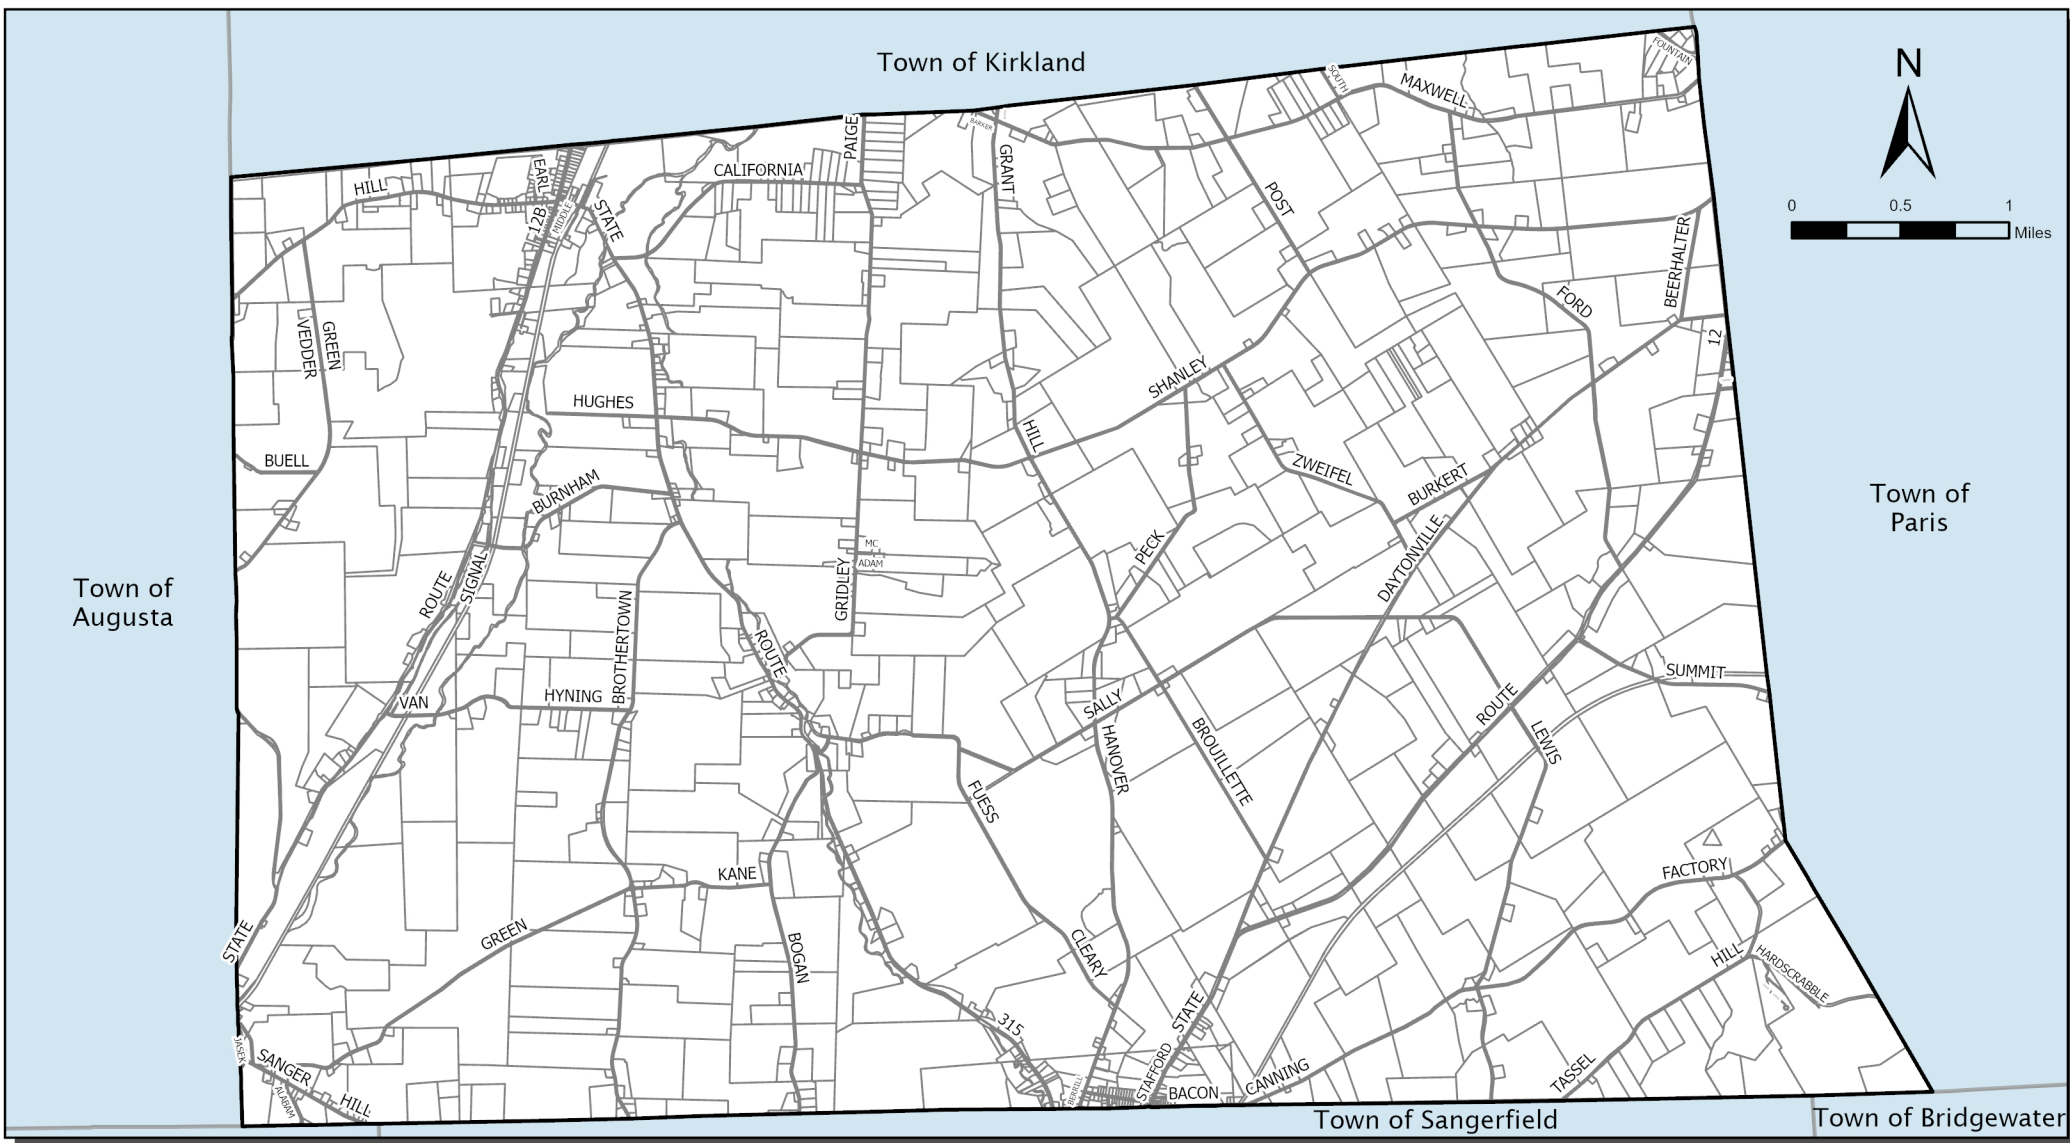 Town of Kirkland
N
0 0.5 1
Miles
FOUNTAIN
SOUTH
MAXWELL
BARKER
PAIGE
CALIFORNIA
EARL
HILL
12B
MIDDLE
STATE
GRANT
POST
BEERHALTER
FORD
12
VEDDER
GREEN
HUGHES
SHANLEY
HILL
BUELL
BURNHAM
ZWEIFEL
BURKERT
Town of
Paris
PECK
DAYTONVILLE
MC
ADAM
GRIDLEY
Town of
Augusta
ROUTE
SIGNAL
BROTHERTOWN
ROUTE
VAN
HYNING
SALLY
SUMMIT
ROUTE
LEWIS
HANOVER
BROUILLETTE
FUESS
KANE
FACTORY
GREEN
BOGAN
CLEARY
STATE
HILL
HARDSCRABBLE
STATE
315
JASEK
SANGER
ALABAM
HILL
BERRILL
STAFFORD
BACON
CANNING
TASSEL
Town of Sangerfield
Town of Bridgewater